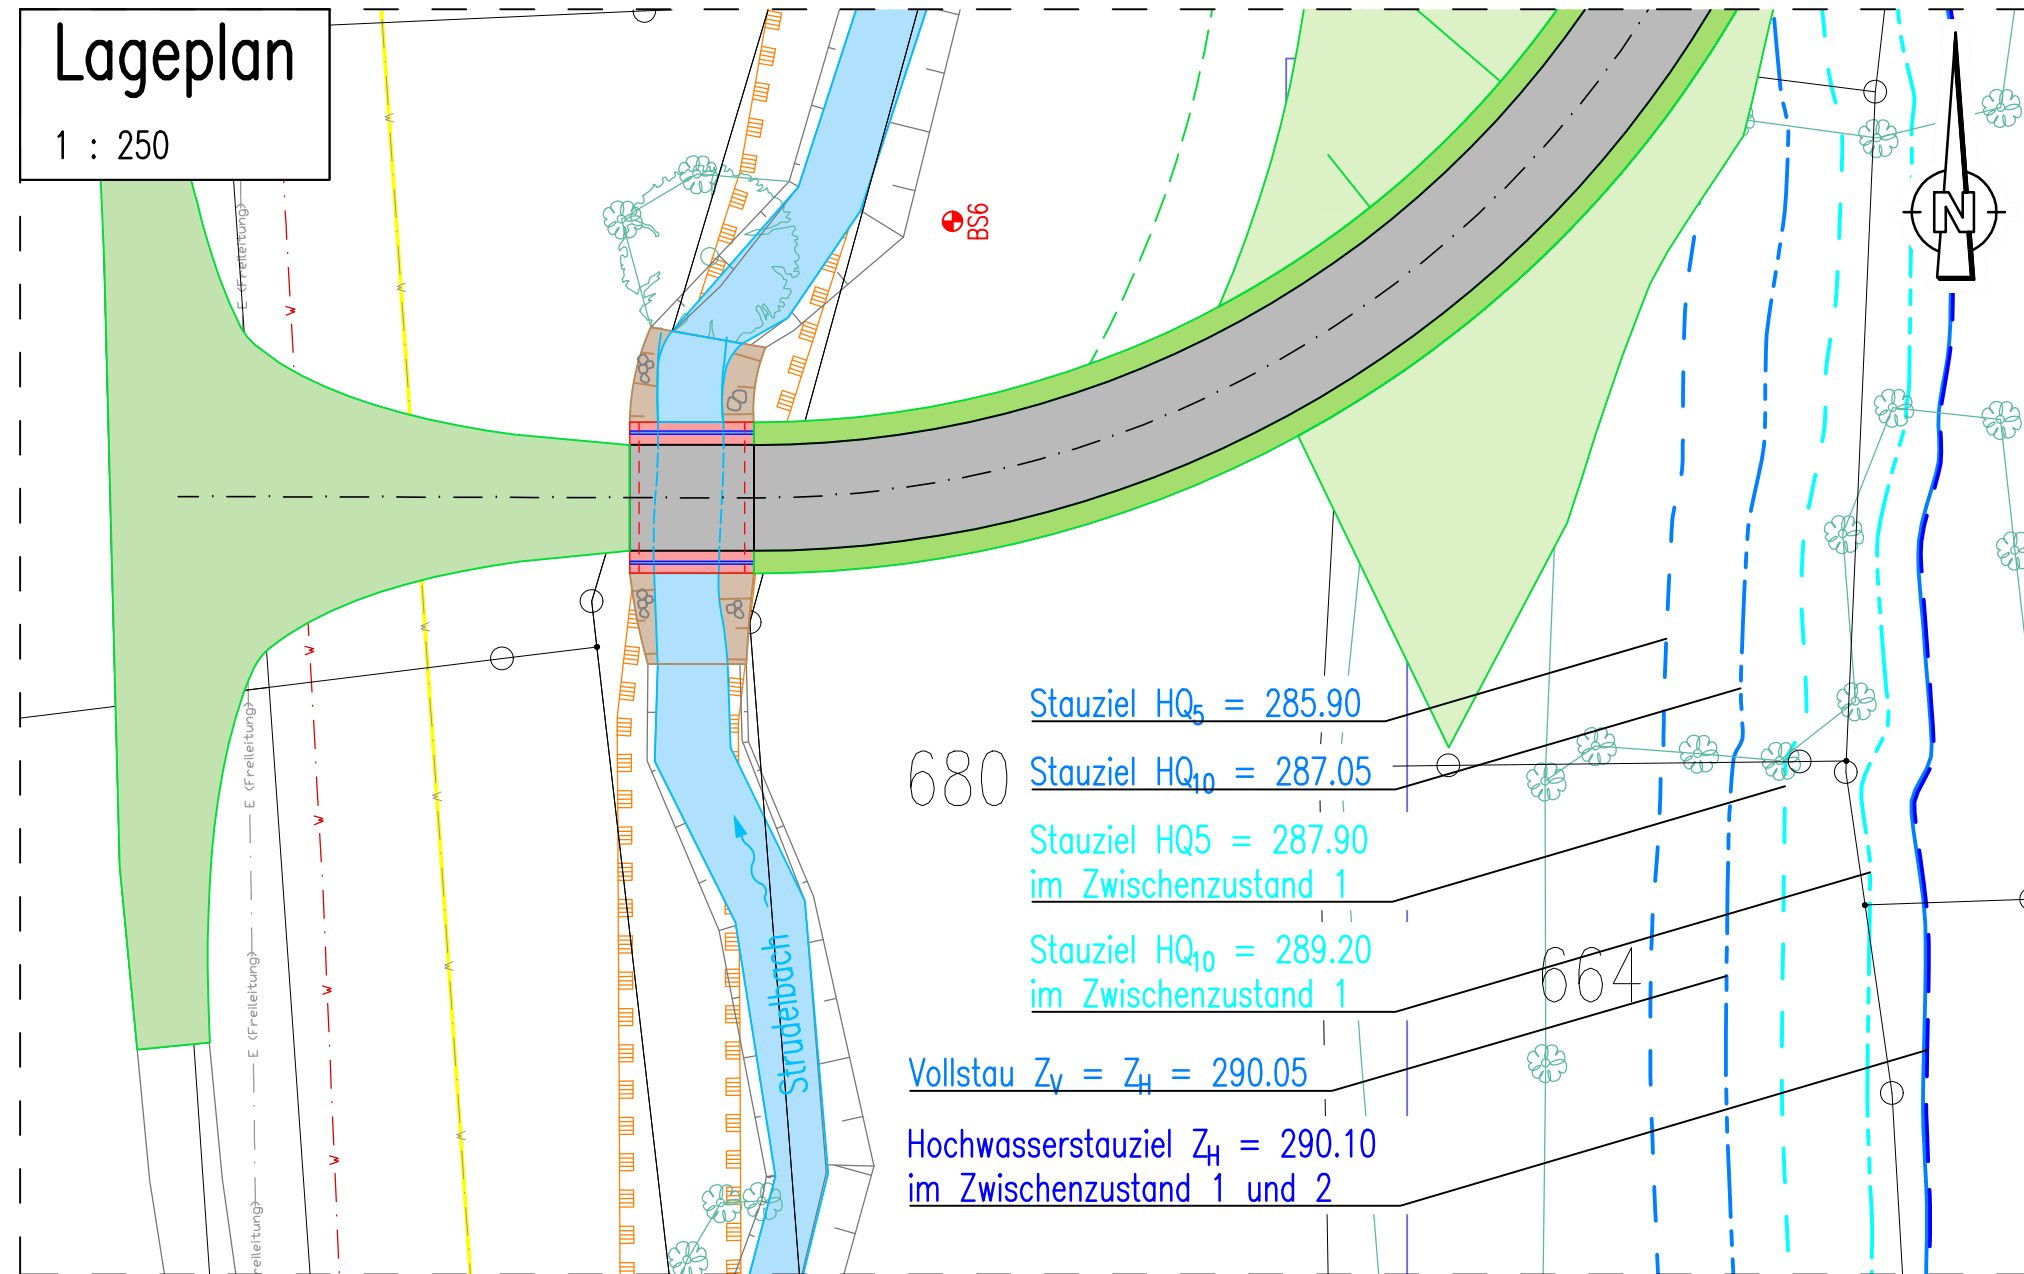 Lageplan
1 : 250
E (Freileitung)
W
W
W
W
BS6
N
W
W
W
W
W
W
W
W
E (Freileitung)
E (Freileitung)
E (Freileitung)
reileitung)
680
Stauziel HQ5 = 285.90
Stauziel HQ10 = 287.05
Stauziel HQ5 = 287.90
im Zwischenzustand 1
Stauziel HQ10 = 289.20
im Zwischenzustand 1
664
Strudelbach
Vollstau ZV = ZH = 290.05
Hochwasserstauziel ZH = 290.10
im Zwischenzustand 1 und 2